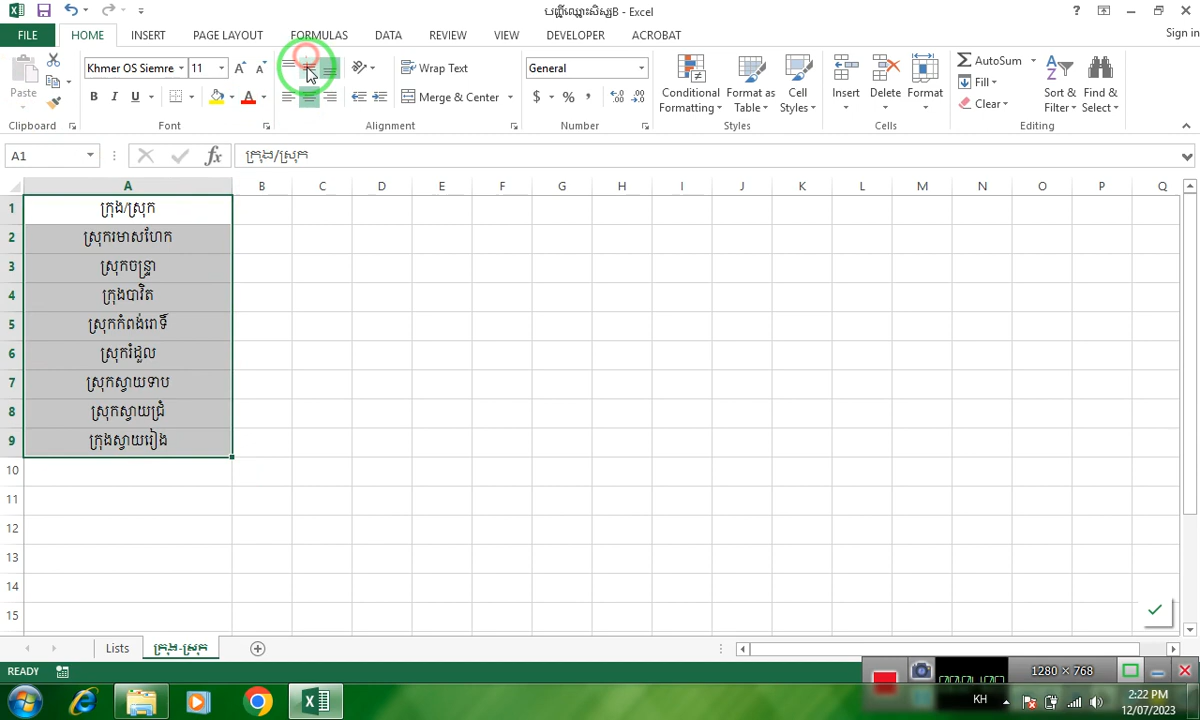 បញ្ជីឈ្មោះសិស្សB - Excel
Sign in
FILE HOME INSERT PAGE LAYOUT FORMULAS DATA REVIEW VIEW DEVELOPER ACROBAT
Khmer OS Siemre 11 Wrap Text General AutoSum
Paste Merge & Center Conditional Formatting Format as Table Cell Styles Insert Delete Format Fill Clear Sort & Filter Find & Select
Clipboard Font Alignment Number Styles Cells Editing
A1 ក្រុង/ស្រុក
A B C D E F G H I J K L M N O P Q
1 ក្រុង/ស្រុក
2 ស្រុករមាសហែក
3 ស្រុកចន្ទ្រា
4 ក្រុងបាវិត
5 ស្រុកកំពង់រោទិ៍
6 ស្រុករំដួល
7 ស្រុកស្វាយទាប
8 ស្រុកស្វាយជ្រំ
9 ក្រុងស្វាយរៀង
10
11
12
13
14
15
Lists ក្រុង-ស្រុក
READY
1280 × 768
KH
2:22 PM
12/07/2023